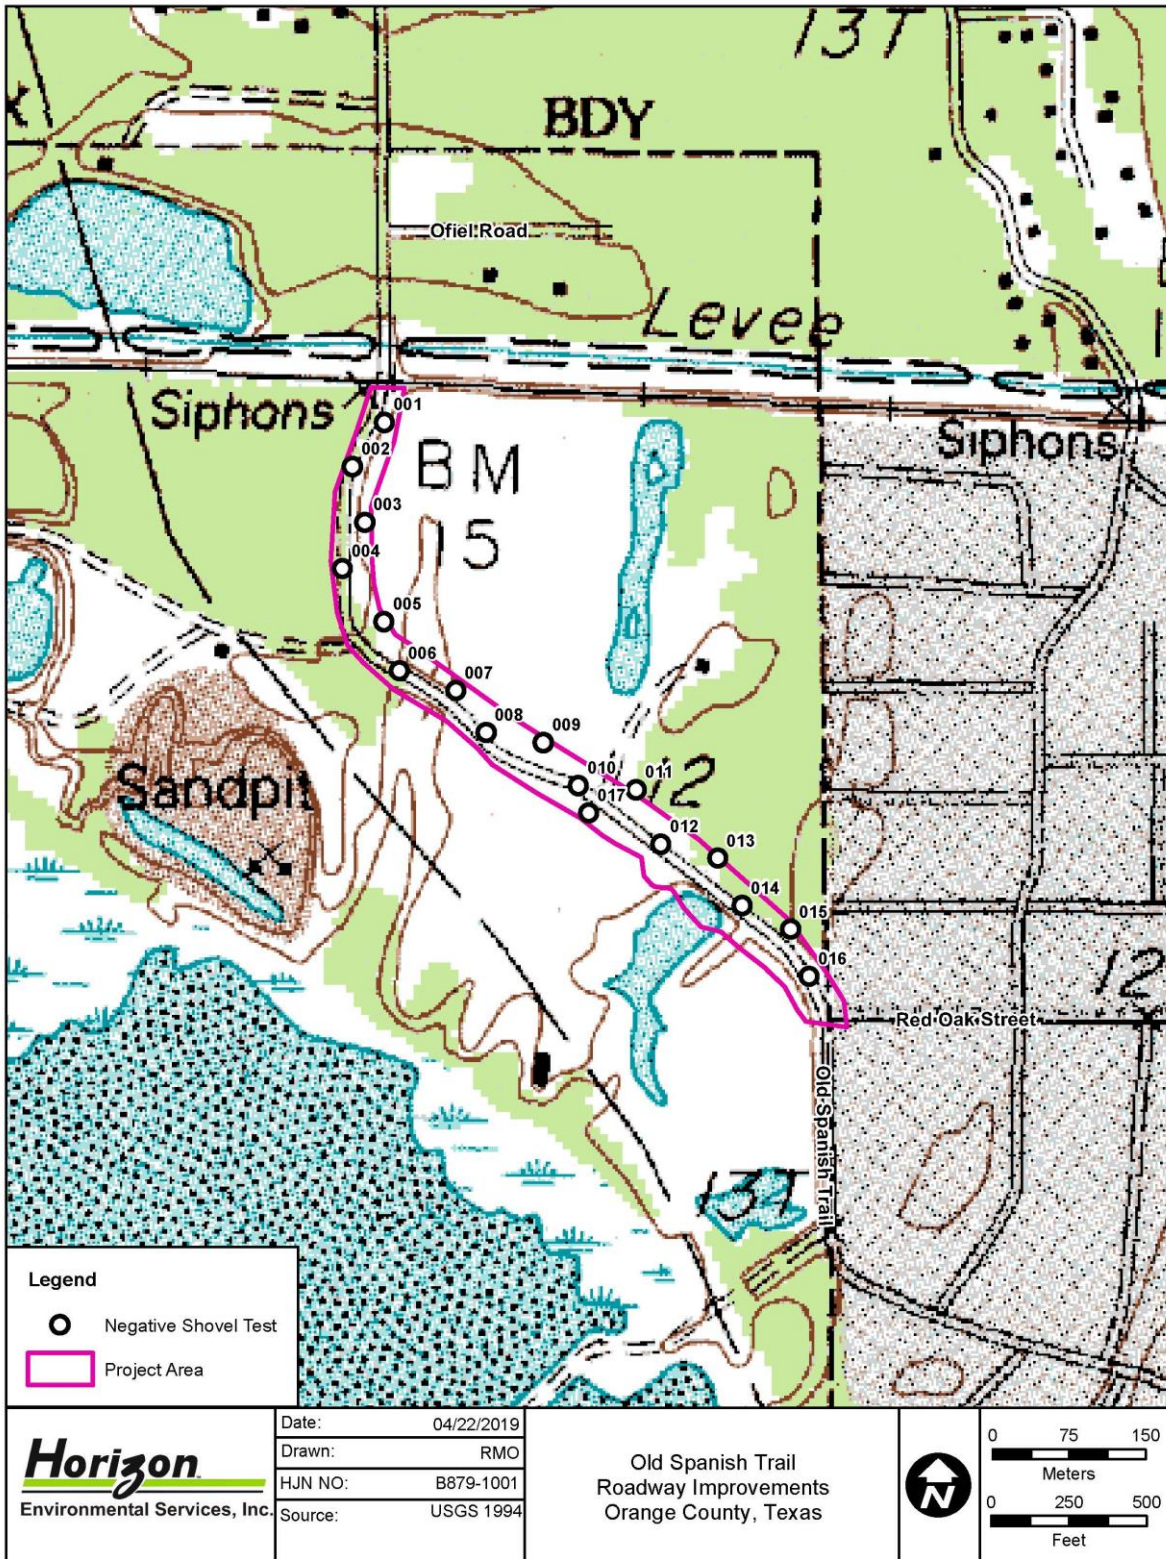 137
BDY
Ofiel Road
Levee
Siphons
001
Siphons
002
BM
003
15
004
005
006
007
008
009
010
011
12
017
Sandpit
012
013
014
015
016
12
Red Oak Street
Old Spanish Trail
137
Legend
Negative Shovel Test
Project Area
Horizon
Environmental Services, Inc.
Date: 04/22/2019
Drawn: RMO
HJN NO: B879-1001
Source: USGS 1994
Old Spanish Trail
Roadway Improvements
Orange County, Texas
N
0 75 150
Meters
0 250 500
Feet